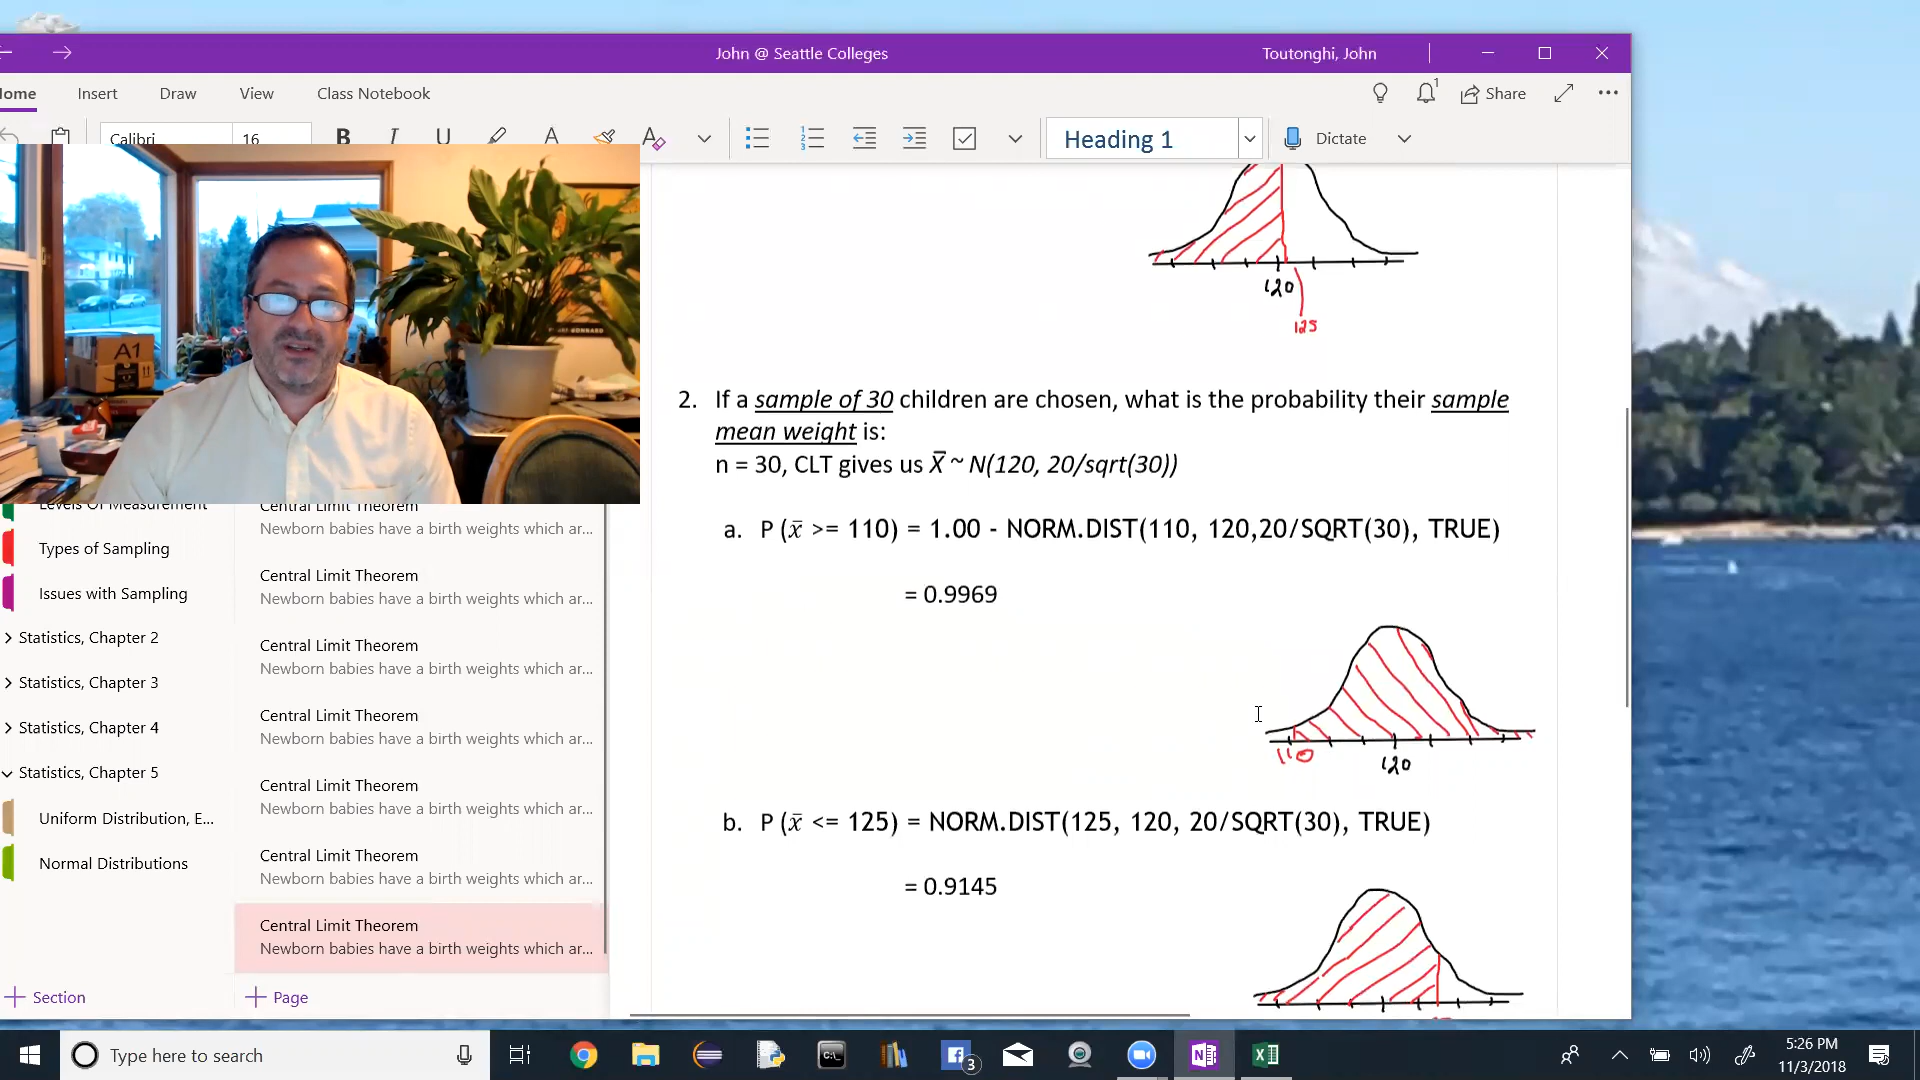 John @ Seattle Colleges
Toutonghi, John
Home
Insert
Draw
View
Class Notebook
1
Share
Calibri
16
B
I
U
A
A
Heading 1
Dictate
A1
120
125
2. If a sample of 30 children are chosen, what is the probability their sample
mean weight is:
n = 30, CLT gives us X̄ ~ N(120, 20/sqrt(30))
a. P (x̄ >= 110) = 1.00 - NORM.DIST(110, 120,20/SQRT(30), TRUE)
= 0.9969
110
120
b. P (x̄ <= 125) = NORM.DIST(125, 120, 20/SQRT(30), TRUE)
= 0.9145
Levels Of Measurement
Types of Sampling
Issues with Sampling
Statistics, Chapter 2
Statistics, Chapter 3
Statistics, Chapter 4
Statistics, Chapter 5
Uniform Distribution, E...
Normal Distributions
Section
Central Limit Theorem
Newborn babies have a birth weights which ar...
Central Limit Theorem
Newborn babies have a birth weights which ar...
Central Limit Theorem
Newborn babies have a birth weights which ar...
Central Limit Theorem
Newborn babies have a birth weights which ar...
Central Limit Theorem
Newborn babies have a birth weights which ar...
Central Limit Theorem
Newborn babies have a birth weights which ar...
Central Limit Theorem
Newborn babies have a birth weights which ar...
Page
Type here to search
3
5:26 PM
11/3/2018